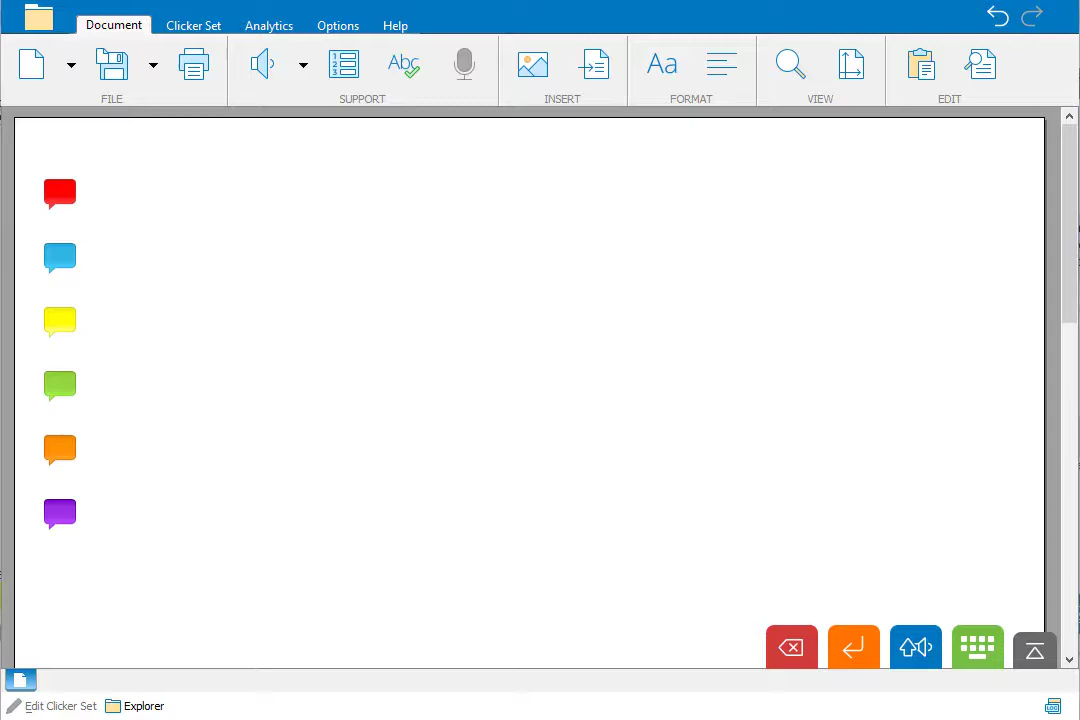 Document Clicker Set Analytics Options Help
Abc
Aa
FILE SUPPORT INSERT FORMAT VIEW EDIT
Edit Clicker Set Explorer